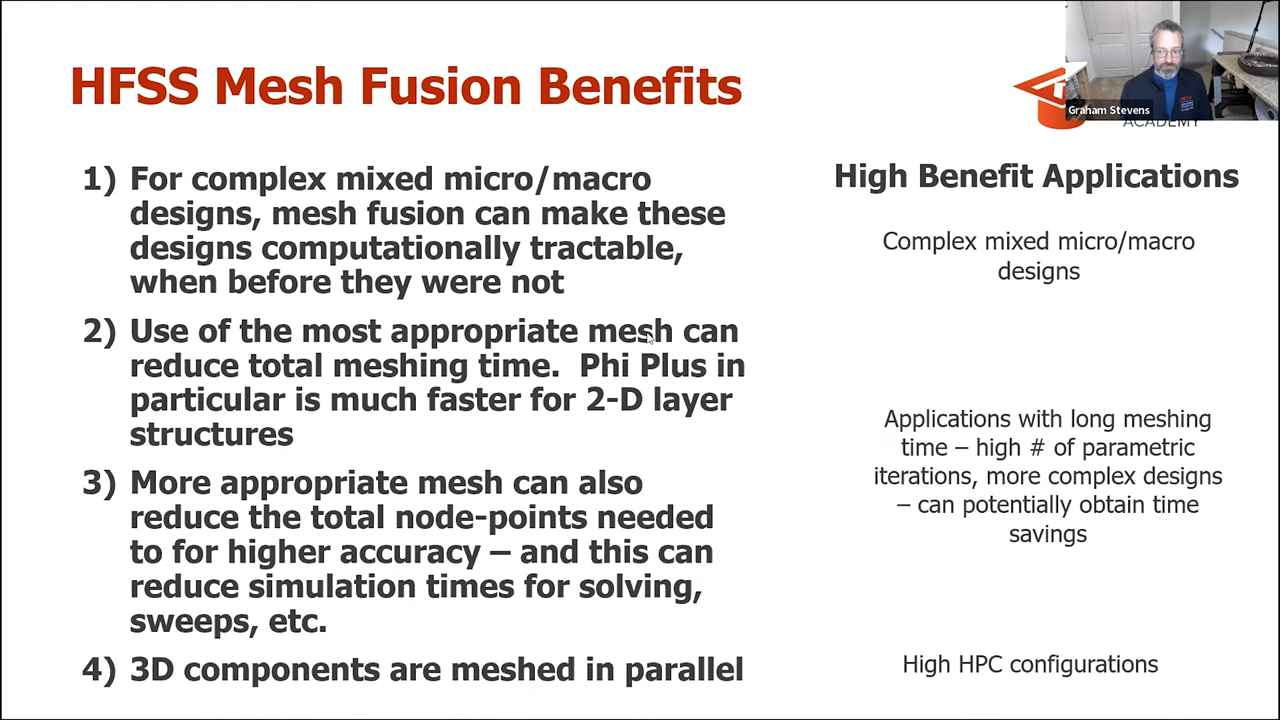 HFSS Mesh Fusion Benefits
Graham Stevens
ACADEMY
1) For complex mixed micro/macro
designs, mesh fusion can make these
designs computationally tractable,
when before they were not
2) Use of the most appropriate mesh can
reduce total meshing time. Phi Plus in
particular is much faster for 2-D layer
structures
3) More appropriate mesh can also
reduce the total node-points needed
to for higher accuracy – and this can
reduce simulation times for solving,
sweeps, etc.
4) 3D components are meshed in parallel
High Benefit Applications
Complex mixed micro/macro
designs
Applications with long meshing
time – high # of parametric
iterations, more complex designs
– can potentially obtain time
savings
High HPC configurations